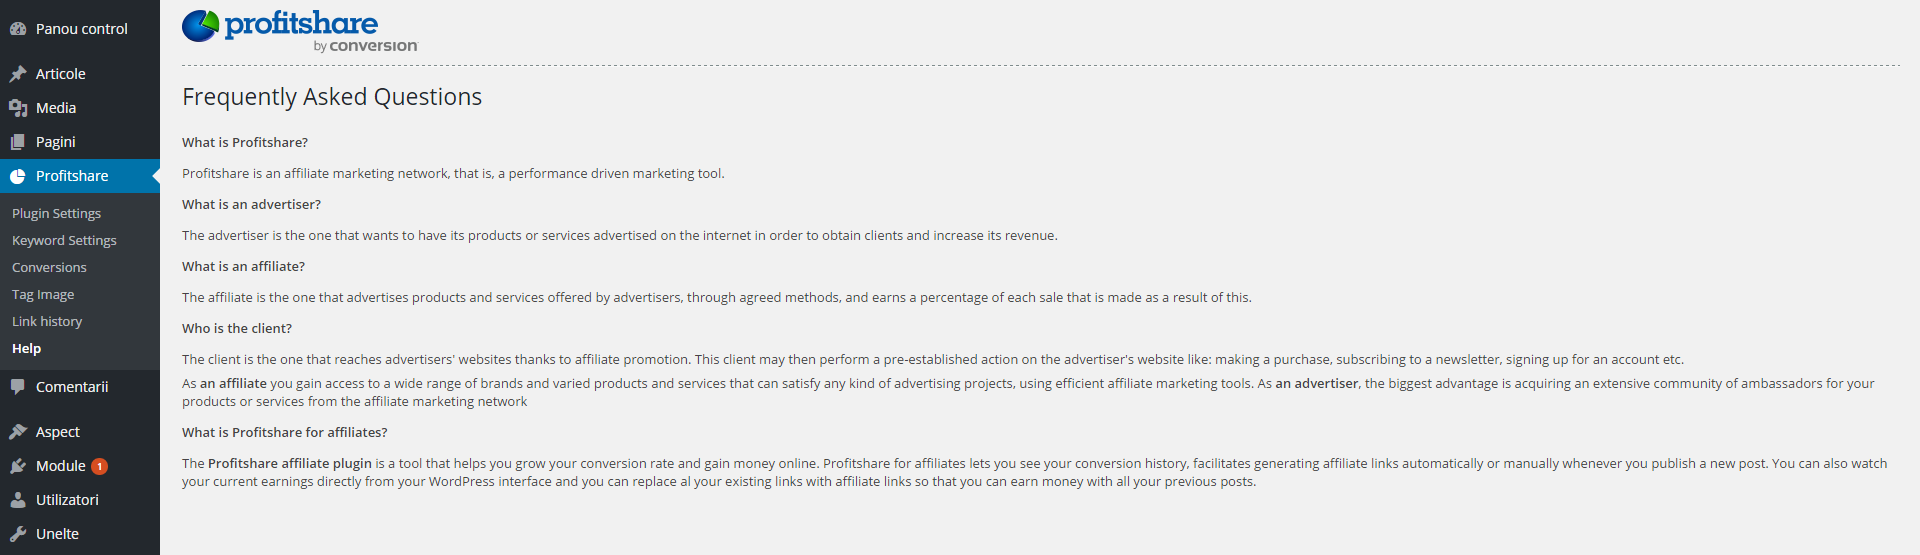 Panou control
Articole
Media
Pagini
Profitshare
Plugin Settings
Keyword Settings
Conversions
Tag Image
Link history
Help
Comentarii
Aspect
Module 1
Utilizatori
Unelte
profitshare
by conversion
Frequently Asked Questions
What is Profitshare?
Profitshare is an affiliate marketing network, that is, a performance driven marketing tool.
What is an advertiser?
The advertiser is the one that wants to have its products or services advertised on the internet in order to obtain clients and increase its revenue.
What is an affiliate?
The affiliate is the one that advertises products and services offered by advertisers, through agreed methods, and earns a percentage of each sale that is made as a result of this.
Who is the client?
The client is the one that reaches advertisers' websites thanks to affiliate promotion. This client may then perform a pre-established action on the advertiser's website like: making a purchase, subscribing to a newsletter, signing up for an account etc.
As an affiliate you gain access to a wide range of brands and varied products and services that can satisfy any kind of advertising projects, using efficient affiliate marketing tools. As an advertiser, the biggest advantage is acquiring an extensive community of ambassadors for your
products or services from the affiliate marketing network
What is Profitshare for affiliates?
The Profitshare affiliate plugin is a tool that helps you grow your conversion rate and gain money online. Profitshare for affiliates lets you see your conversion history, facilitates generating affiliate links automatically or manually whenever you publish a new post. You can also watch
your current earnings directly from your WordPress interface and you can replace al your existing links with affiliate links so that you can earn money with all your previous posts.